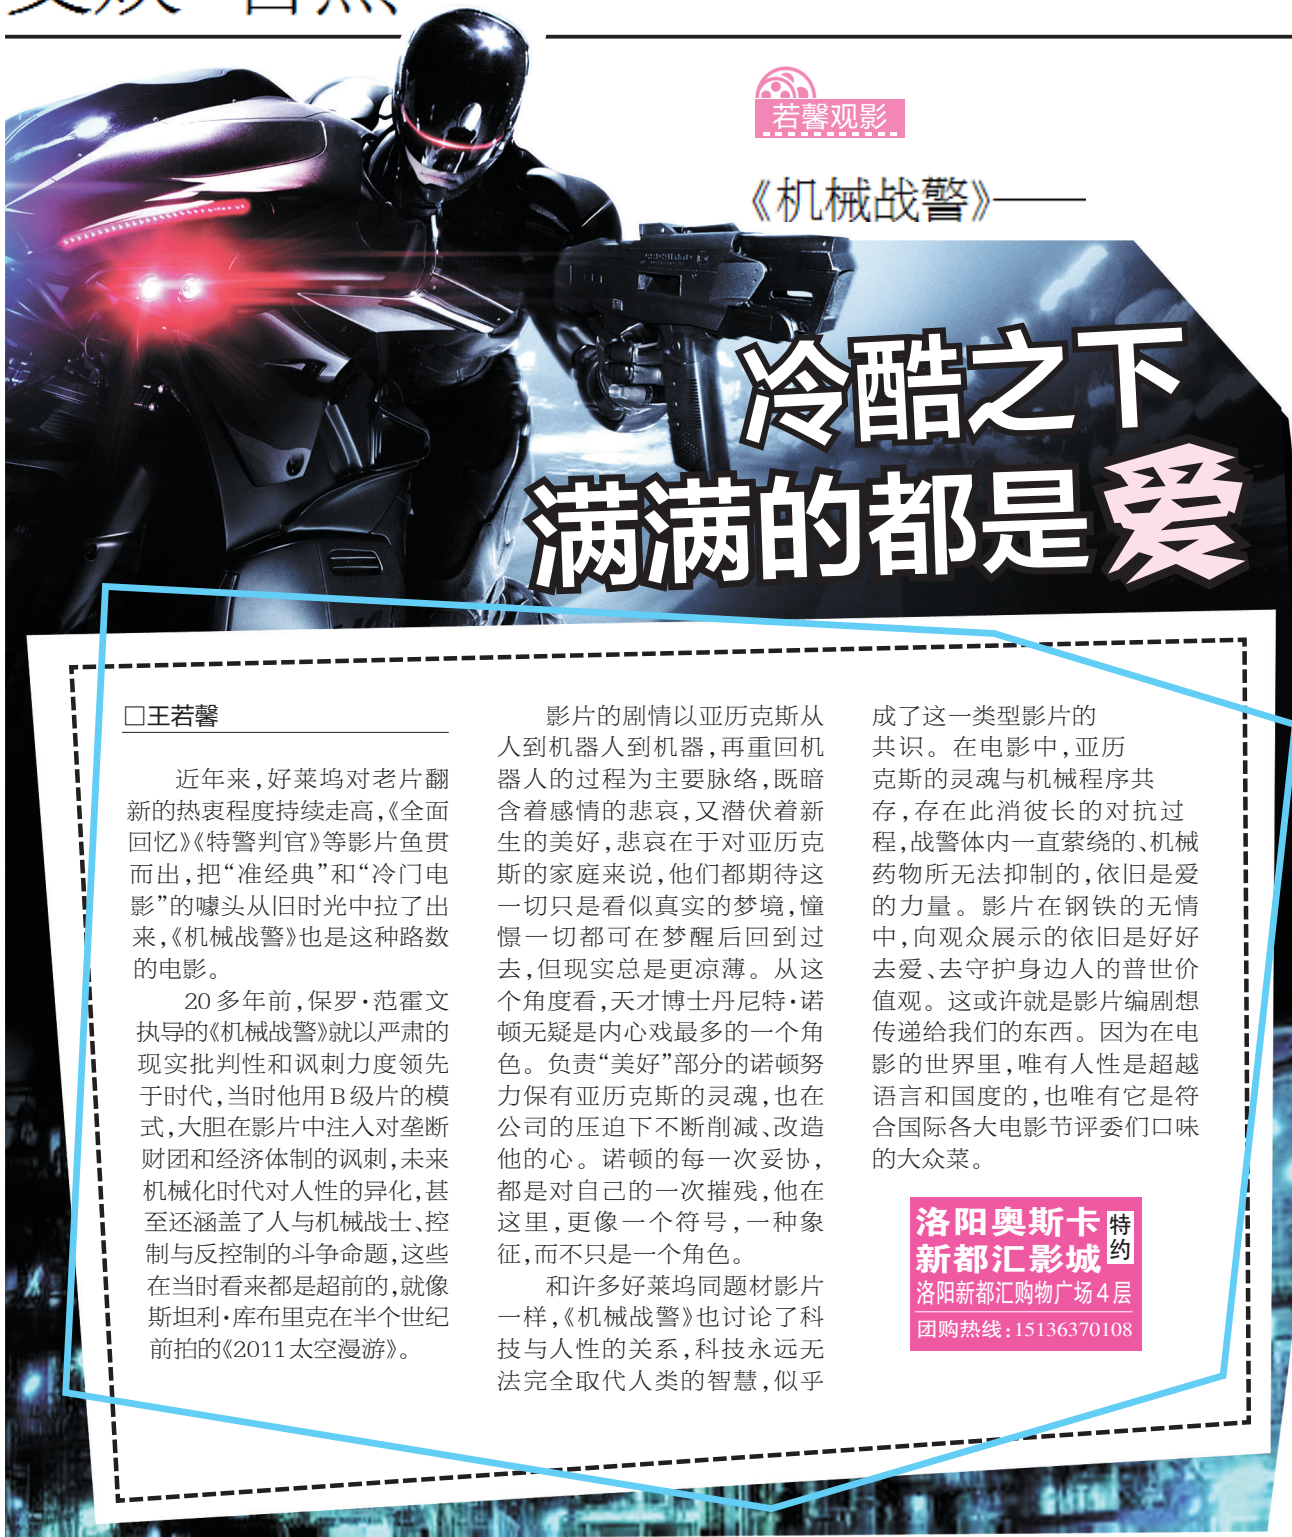 若馨观影
《机械战警》——
冷酷之下
满满的都是爱
□王若馨
近年来，好莱坞对老片翻
新的热衷程度持续走高，《全面
回忆》《特警判官》等影片鱼贯
而出，把“准经典”和“冷门电
影”的噱头从旧时光中拉了出
来，《机械战警》也是这种路数
的电影。
20多年前，保罗·范霍文
执导的《机械战警》就以严肃的
现实批判性和讽刺力度领先
于时代，当时他用B级片的模
式，大胆在影片中注入对垄断
财团和经济体制的讽刺，未来
机械化时代对人性的异化，甚
至还涵盖了人与机械战士、控
制与反控制的斗争命题，这些
在当时看来都是超前的，就像
斯坦利·库布里克在半个世纪
前拍的《2011太空漫游》。
影片的剧情以亚历克斯从
人到机器人到机器，再重回机
器人的过程为主要脉络，既暗
含着感情的悲哀，又潜伏着新
生的美好，悲哀在于对亚历克
斯的家庭来说，他们都期待这
一切只是看似真实的梦境，憧
憬一切都可在梦醒后回到过
去，但现实总是更凉薄。从这
个角度看，天才博士丹尼特·诺
顿无疑是内心戏最多的一个角
色。负责“美好”部分的诺顿努
力保有亚历克斯的灵魂，也在
公司的压迫下不断削减、改造
他的心。诺顿的每一次妥协，
都是对自己的一次摧残，他在
这里，更像一个符号，一种象
征，而不只是一个角色。
和许多好莱坞同题材影片
一样，《机械战警》也讨论了科
技与人性的关系，科技永远无
法完全取代人类的智慧，似乎
成了这一类型影片的
共识。在电影中，亚历
克斯的灵魂与机械程序共
存，存在此消彼长的对抗过
程，战警体内一直萦绕的、机械
药物所无法抑制的，依旧是爱
的力量。影片在钢铁的无情
中，向观众展示的依旧是好好
去爱、去守护身边人的普世价
值观。这或许就是影片编剧想
传递给我们的东西。因为在电
影的世界里，唯有人性是超越
语言和国度的，也唯有它是符
合国际各大电影节评委们口味
的大众菜。
洛阳奥斯卡
新都汇影城
特约
洛阳新都汇购物广场4层
团购热线：15136370108